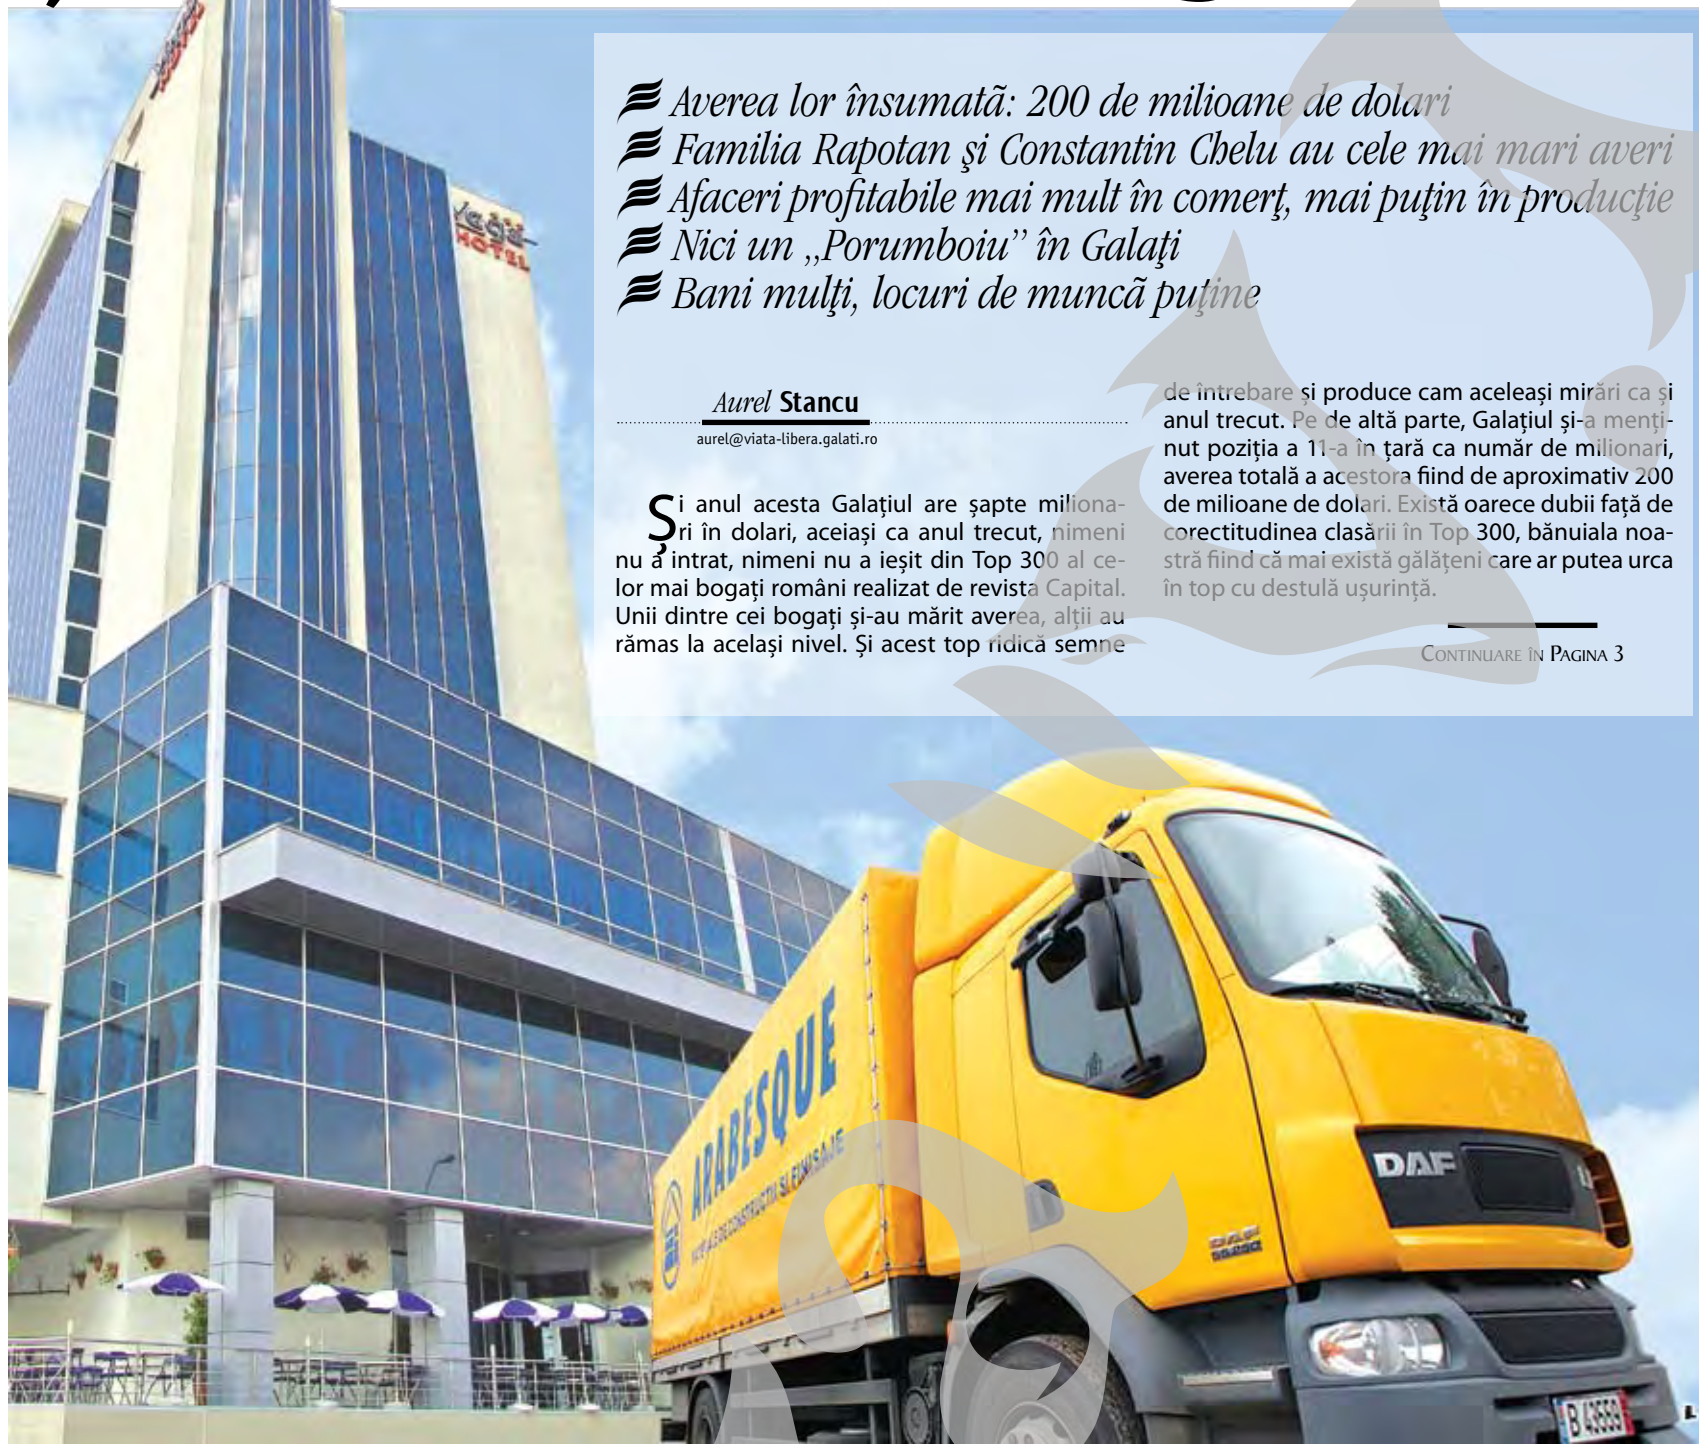 Averea lor însumatã: 200 de milioane de dolari
Familia Rapotan şi Constantin Chelu au cele mai mari averi
Afaceri profitabile mai mult în comerţ, mai puţin în producţie
Nici un „Porumboiu” în Galaţi
Bani mulţi, locuri de muncã puţine
Aurel Stancu
aurel@viata-libera.galati.ro
Și anul acesta Galațiul are șapte miliona-
ri în dolari, aceiași ca anul trecut, nimeni
nu a intrat, nimeni nu a ieșit din Top 300 al ce-
lor mai bogați români realizat de revista Capital.
Unii dintre cei bogați și-au mărit averea, alții au
rămas la același nivel. Și acest top ridică semne
de întrebare și produce cam aceleași mirări ca și
anul trecut. Pe de altă parte, Galațiul și-a menți-
nut poziția a 11-a în țară ca număr de milionari,
averea totală a acestora fiind de aproximativ 200
de milioane de dolari. Există oarece dubii față de
corectitudinea clasării în Top 300, bănuiala noa-
stră fiind că mai există gălățeni care ar putea urca
în top cu destulă ușurință.
Continuare în Pagina 3
HOTEL
ARABESQUE
DE CONSTRUCTII SI FINISAJE
DAF
DAF
B 43559